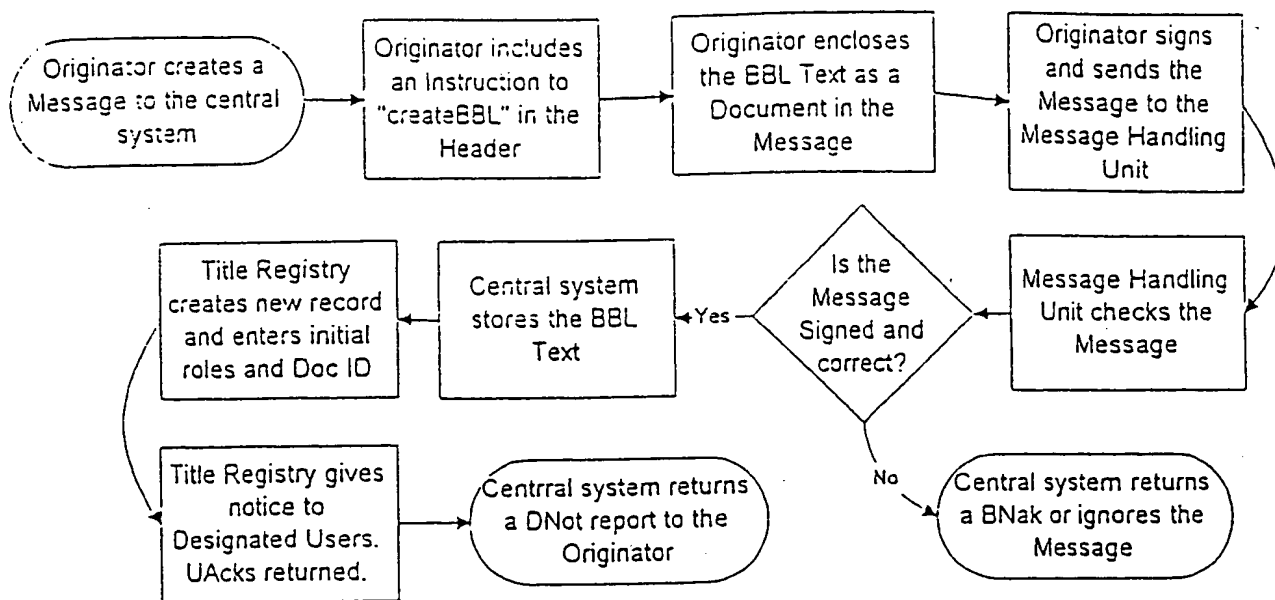 Originator creates a
Message to the central
system
Originator includes
an Instruction to
"createBBL" in the
Header
Originator encloses
the BBL Text as a
Document in the
Message
Originator signs
and sends the
Message to the
Message Handling
Unit
Message Handling
Unit checks the
Message
Is the
Message
Signed and
correct?
Yes
Central system
stores the BBL
Text
Title Registry
creates new record
and enters initial
roles and Doc ID
Title Registry gives
notice to
Designated Users.
UAcks returned.
Centrral system returns
a DNot report to the
Originator
No
Central system returns
a BNak or ignores the
Message